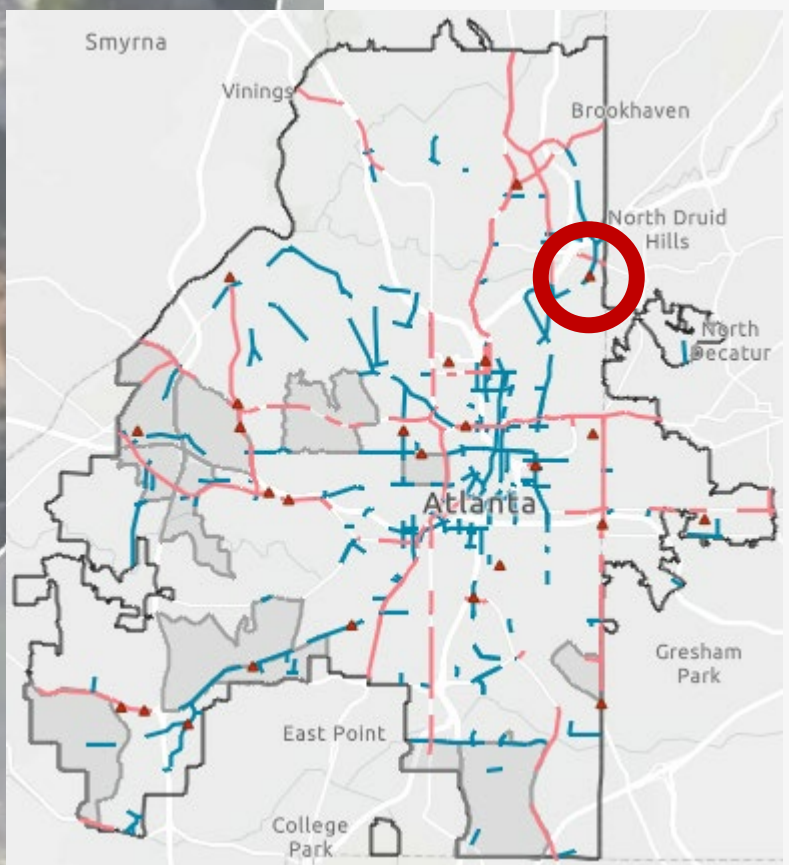 Smyrna
Vinings
Brookhaven
North Druid
Hills
North
Decatur
Atlanta
Gresham
Park
East Point
College
Park